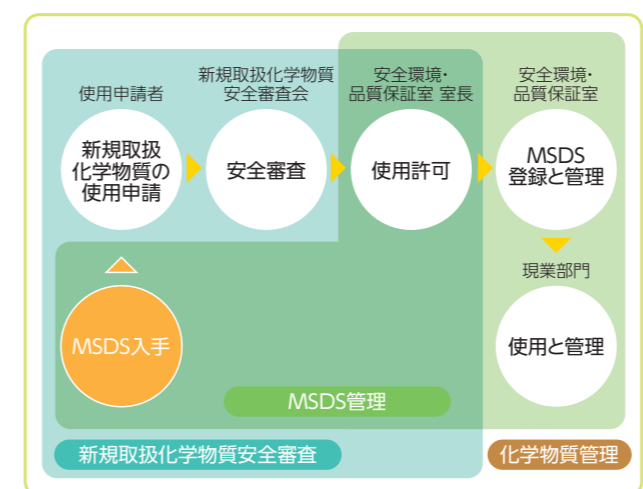 使用申請者
新規取扱
化学物質の
使用申請
新規取扱化学物質
安全審査会
安全審査
安全環境・
品質保証室 室長
使用許可
安全環境・
品質保証室
MSDS
登録と管理
現業部門
使用と管理
MSDS入手
MSDS管理
新規取扱化学物質安全審査
化学物質管理